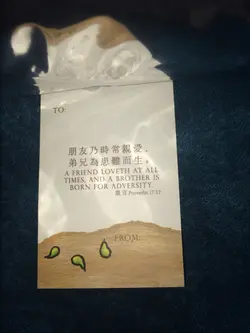 TO
朋友乃時常親愛、
弟兄為患難而生。
A FRIEND LOVETH AT ALL
TIMES, AND A BROTHER IS
BORN FOR ADVERSITY.
箴言 Proverbs 17:17
FROM: